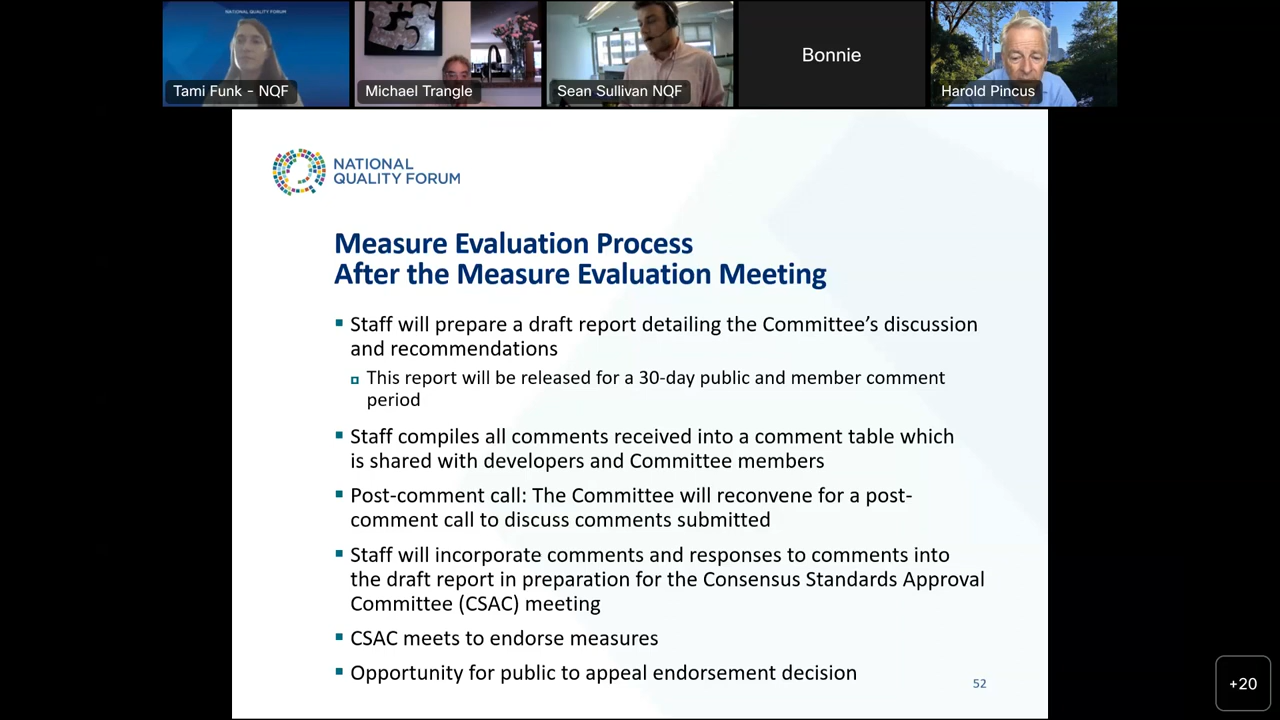 NATIONAL QUALITY FORUM
Tami Funk - NQF
Michael Trangle
Sean Sullivan NQF
Bonnie
Harold Pincus
NATIONAL
QUALITY FORUM
Measure Evaluation Process
After the Measure Evaluation Meeting
Staff will prepare a draft report detailing the Committee’s discussion
and recommendations
This report will be released for a 30-day public and member comment
period
Staff compiles all comments received into a comment table which
is shared with developers and Committee members
Post-comment call: The Committee will reconvene for a post-
comment call to discuss comments submitted
Staff will incorporate comments and responses to comments into
the draft report in preparation for the Consensus Standards Approval
Committee (CSAC) meeting
CSAC meets to endorse measures
Opportunity for public to appeal endorsement decision
52
+20